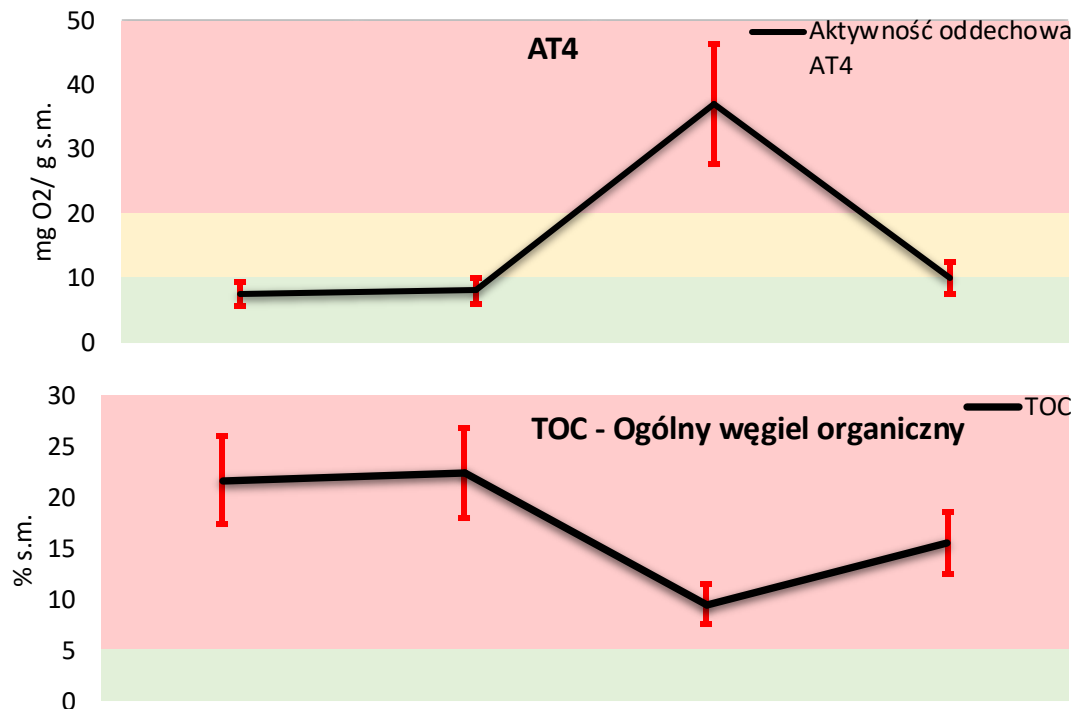 50
AT4
Aktywność oddechowa
AT4
40
30
20
10
0
mg O2/ g s.m.
30
TOC
TOC - Ogólny węgiel organiczny
25
20
15
10
5
0
% s.m.